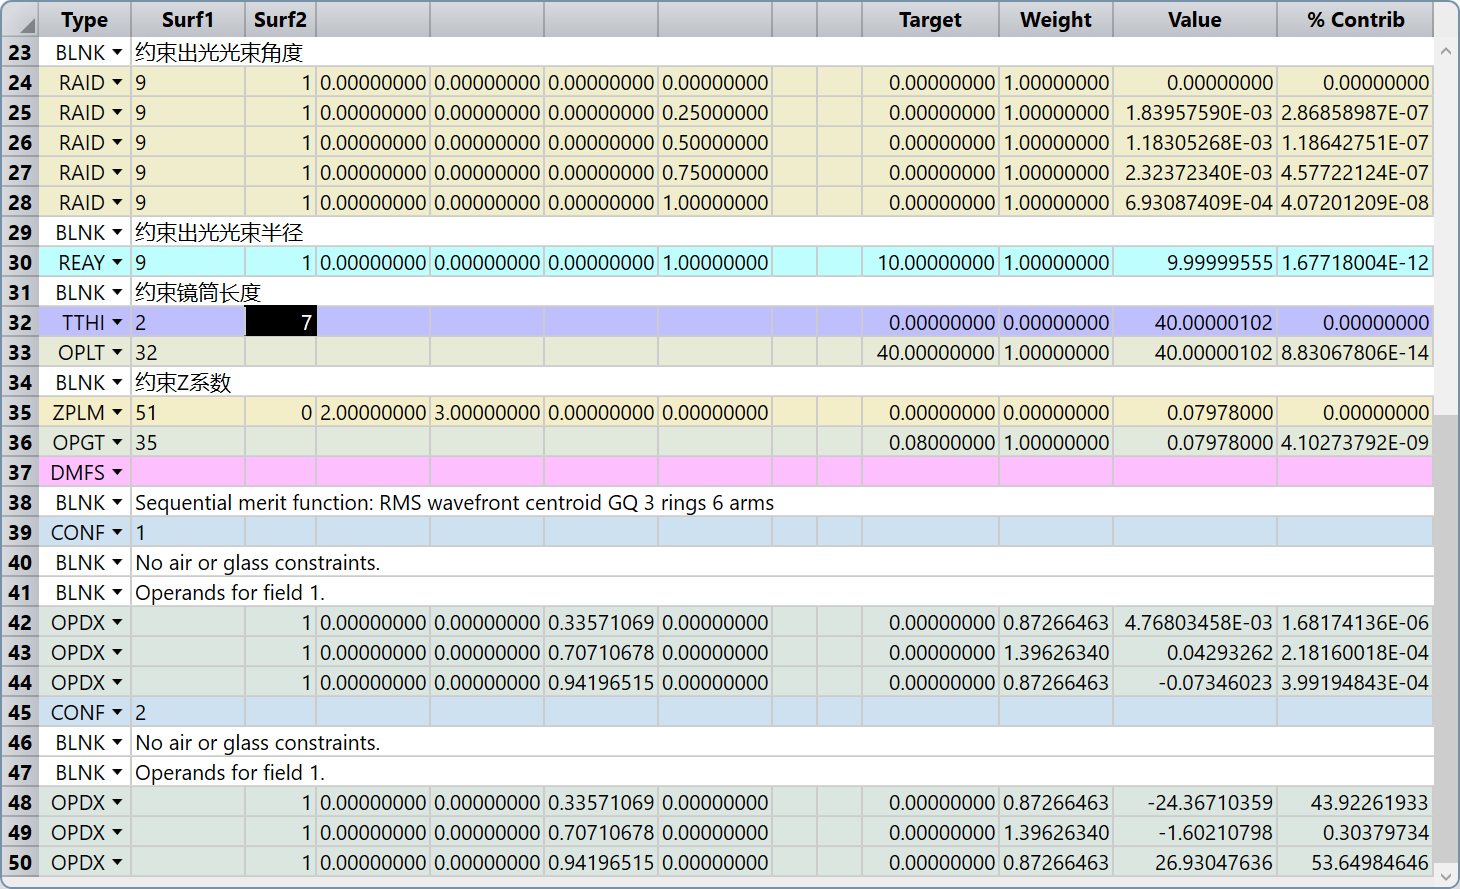 Type Surf1 Surf2 Target Weight Value % Contrib
23 BLNK 约束出光光束角度
24 RAID 9 1 0.00000000 0.00000000 0.00000000 0.00000000 0.00000000 1.00000000 0.00000000 0.00000000
25 RAID 9 1 0.00000000 0.00000000 0.00000000 0.25000000 0.00000000 1.00000000 1.83957590E-03 2.86858987E-07
26 RAID 9 1 0.00000000 0.00000000 0.00000000 0.50000000 0.00000000 1.00000000 1.18305268E-03 1.18642751E-07
27 RAID 9 1 0.00000000 0.00000000 0.00000000 0.75000000 0.00000000 1.00000000 2.32372340E-03 4.57722124E-07
28 RAID 9 1 0.00000000 0.00000000 0.00000000 1.00000000 0.00000000 1.00000000 6.93087409E-04 4.07201209E-08
29 BLNK 约束出光光束半径
30 REAY 9 1 0.00000000 0.00000000 0.00000000 1.00000000 10.00000000 1.00000000 9.99999555 1.67718004E-12
31 BLNK 约束镜筒长度
32 TTHI 2 7 0.00000000 0.00000000 40.00000102 0.00000000
33 OPLT 32 40.00000000 1.00000000 40.00000102 8.83067806E-14
34 BLNK 约束Z系数
35 ZPLM 51 0 2.00000000 3.00000000 0.00000000 0.00000000 0.00000000 0.00000000 0.07978000 0.00000000
36 OPGT 35 0.08000000 1.00000000 0.07978000 4.10273792E-09
37 DMFS
38 BLNK Sequential merit function: RMS wavefront centroid GQ 3 rings 6 arms
39 CONF 1
40 BLNK No air or glass constraints.
41 BLNK Operands for field 1.
42 OPDX 1 0.00000000 0.00000000 0.33571069 0.00000000 0.00000000 0.87266463 4.76803458E-03 1.68174136E-06
43 OPDX 1 0.00000000 0.00000000 0.70710678 0.00000000 0.00000000 1.39626340 0.04293262 2.18160018E-04
44 OPDX 1 0.00000000 0.00000000 0.94196515 0.00000000 0.00000000 0.87266463 -0.07346023 3.99194843E-04
45 CONF 2
46 BLNK No air or glass constraints.
47 BLNK Operands for field 1.
48 OPDX 1 0.00000000 0.00000000 0.33571069 0.00000000 0.00000000 0.87266463 -24.36710359 43.92261933
49 OPDX 1 0.00000000 0.00000000 0.70710678 0.00000000 0.00000000 1.39626340 -1.60210798 0.30379734
50 OPDX 1 0.00000000 0.00000000 0.94196515 0.00000000 0.00000000 0.87266463 26.93047636 53.64984646